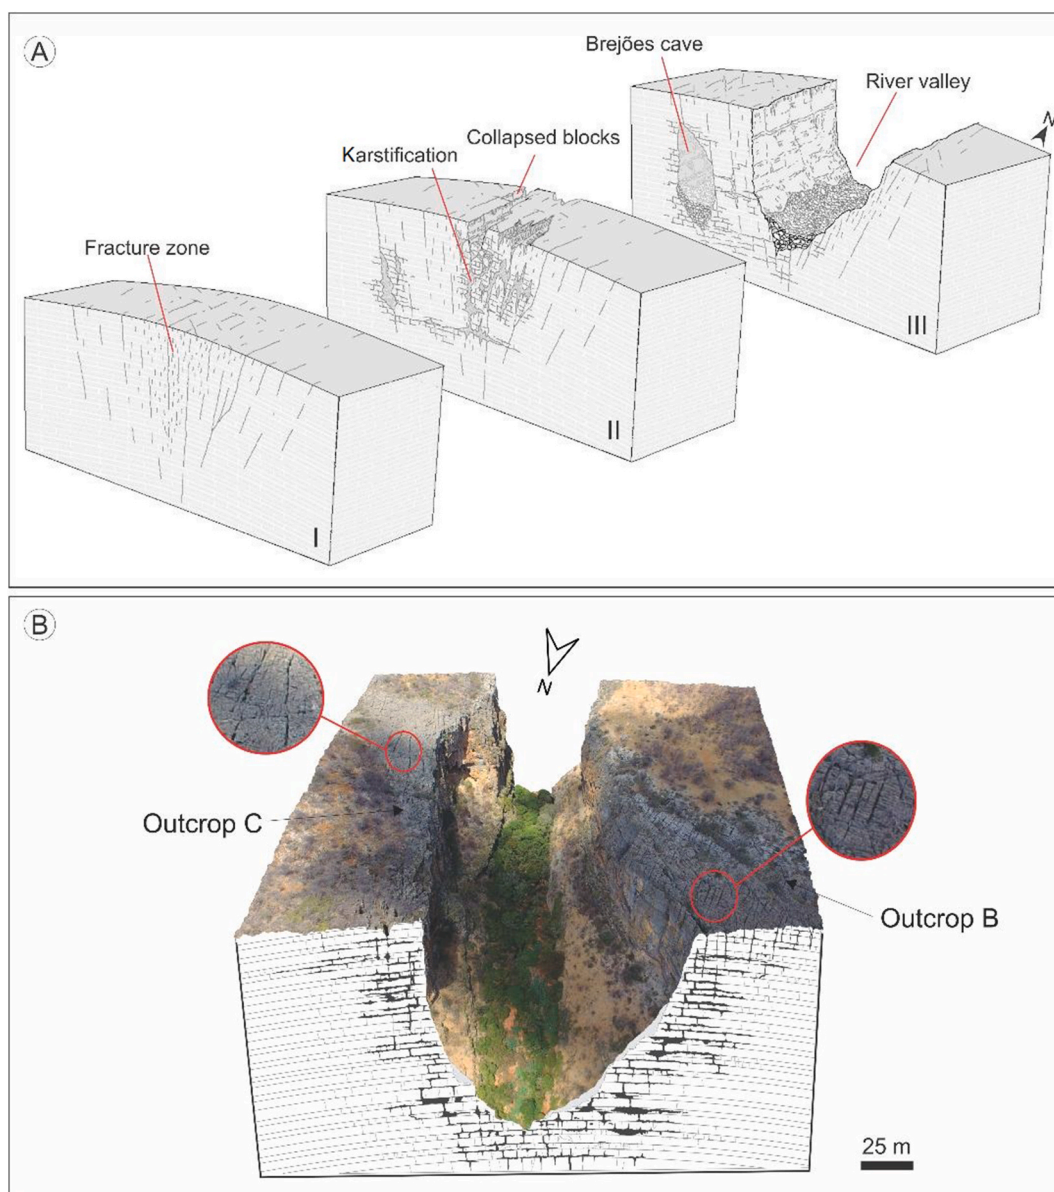 A
Brejões cave
River valley
N
Collapsed blocks
Karstification
Fracture zone
III
II
I
B
N
Outcrop C
Outcrop B
25 m